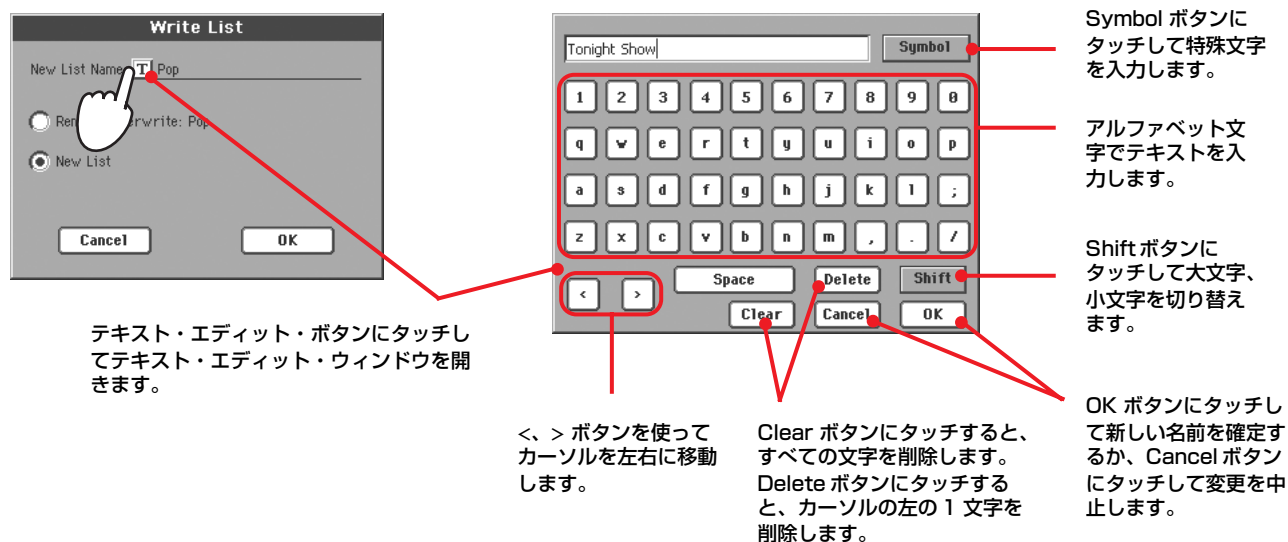 Write List
New List Name: T Pop
Ren erwrite: Pop
New List
Cancel
OK
テキスト・エディット・ボタンにタッチし
てテキスト・エディット・ウィンドウを開
きます。
Tonight Show
Symbol
1 2 3 4 5 6 7 8 9 0
q w e r t y u i o p
a s d f g h j k l ;
z x c v b n m , . /
< >
Space
Delete
Shift
Clear
Cancel
OK
Symbol ボタンに
タッチして特殊文字
を入力します。
アルファベット文
字でテキストを入
力します。
Shift ボタンに
タッチして大文字、
小文字を切り替え
ます。
<、> ボタンを使って
カーソルを左右に移動
します。
Clear ボタンにタッチすると、
すべての文字を削除します。
Delete ボタンにタッチする
と、カーソルの左の 1 文字を
削除します。
OK ボタンにタッチし
て新しい名前を確定す
るか、Cancel ボタン
にタッチして変更を中
止します。